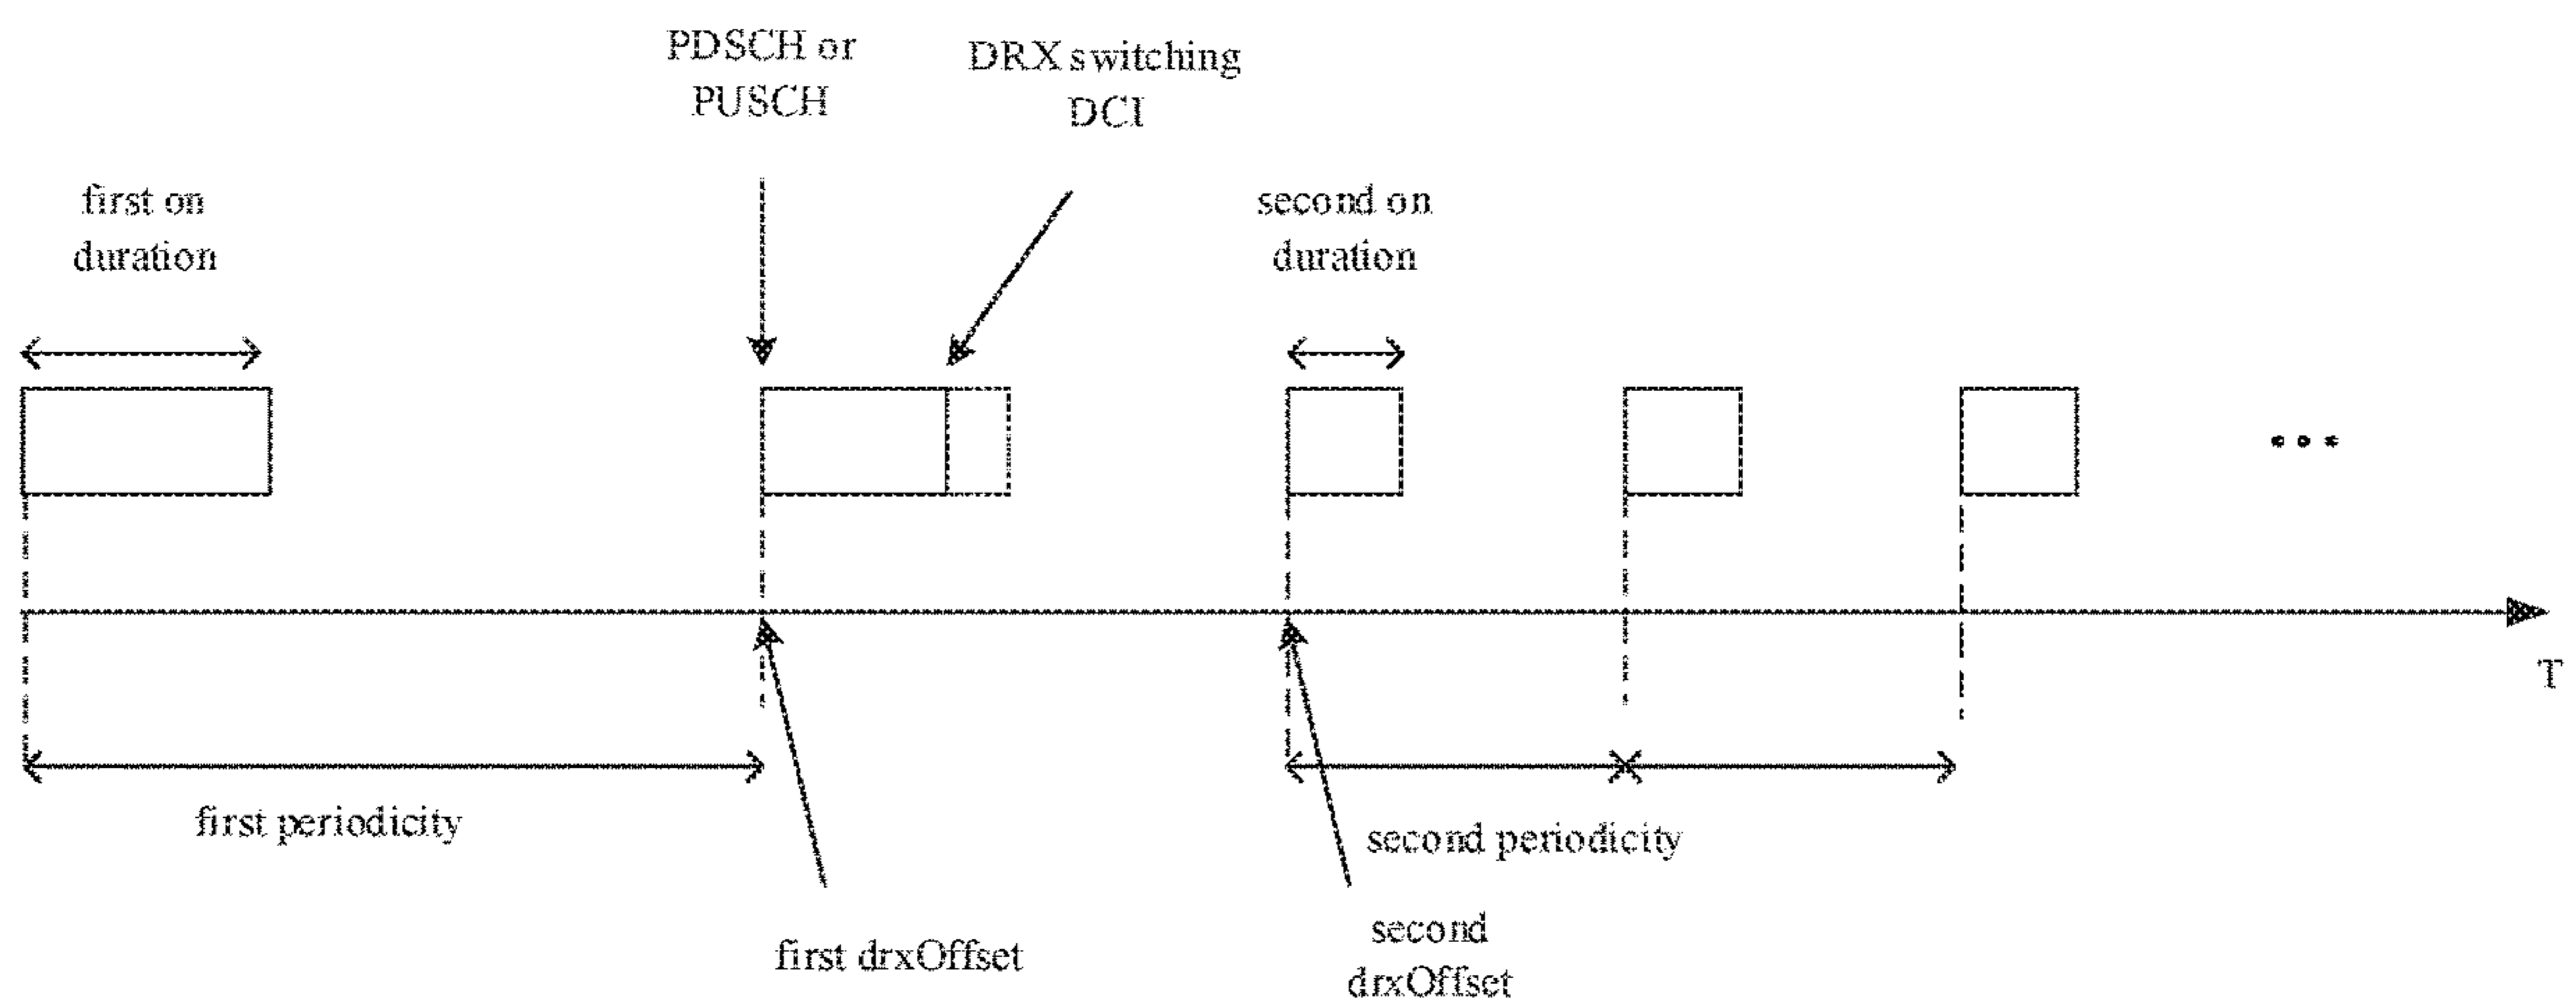 PDSCH or
PUSCH
DRX switching
DCI
first on
duration
second on
duration
T
first periodicity
second periodicity
first drxOffset
second
drxOffset